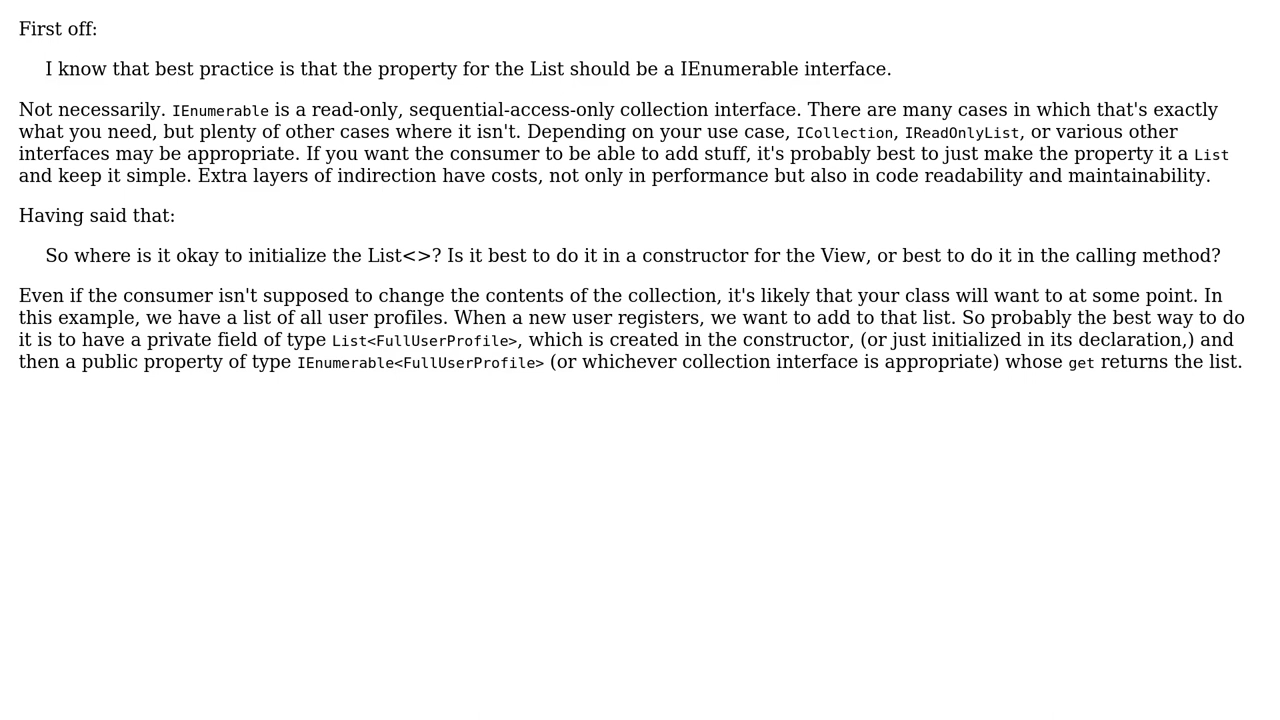 First off:
I know that best practice is that the property for the List should be a IEnumerable interface.
Not necessarily. IEnumerable is a read-only, sequential-access-only collection interface. There are many cases in which that's exactly
what you need, but plenty of other cases where it isn't. Depending on your use case, ICollection, IReadOnlyList, or various other
interfaces may be appropriate. If you want the consumer to be able to add stuff, it's probably best to just make the property it a List
and keep it simple. Extra layers of indirection have costs, not only in performance but also in code readability and maintainability.
Having said that:
So where is it okay to initialize the List<>? Is it best to do it in a constructor for the View, or best to do it in the calling method?
Even if the consumer isn't supposed to change the contents of the collection, it's likely that your class will want to at some point. In
this example, we have a list of all user profiles. When a new user registers, we want to add to that list. So probably the best way to do
it is to have a private field of type List<FullUserProfile>, which is created in the constructor, (or just initialized in its declaration,) and
then a public property of type IEnumerable<FullUserProfile> (or whichever collection interface is appropriate) whose get returns the list.